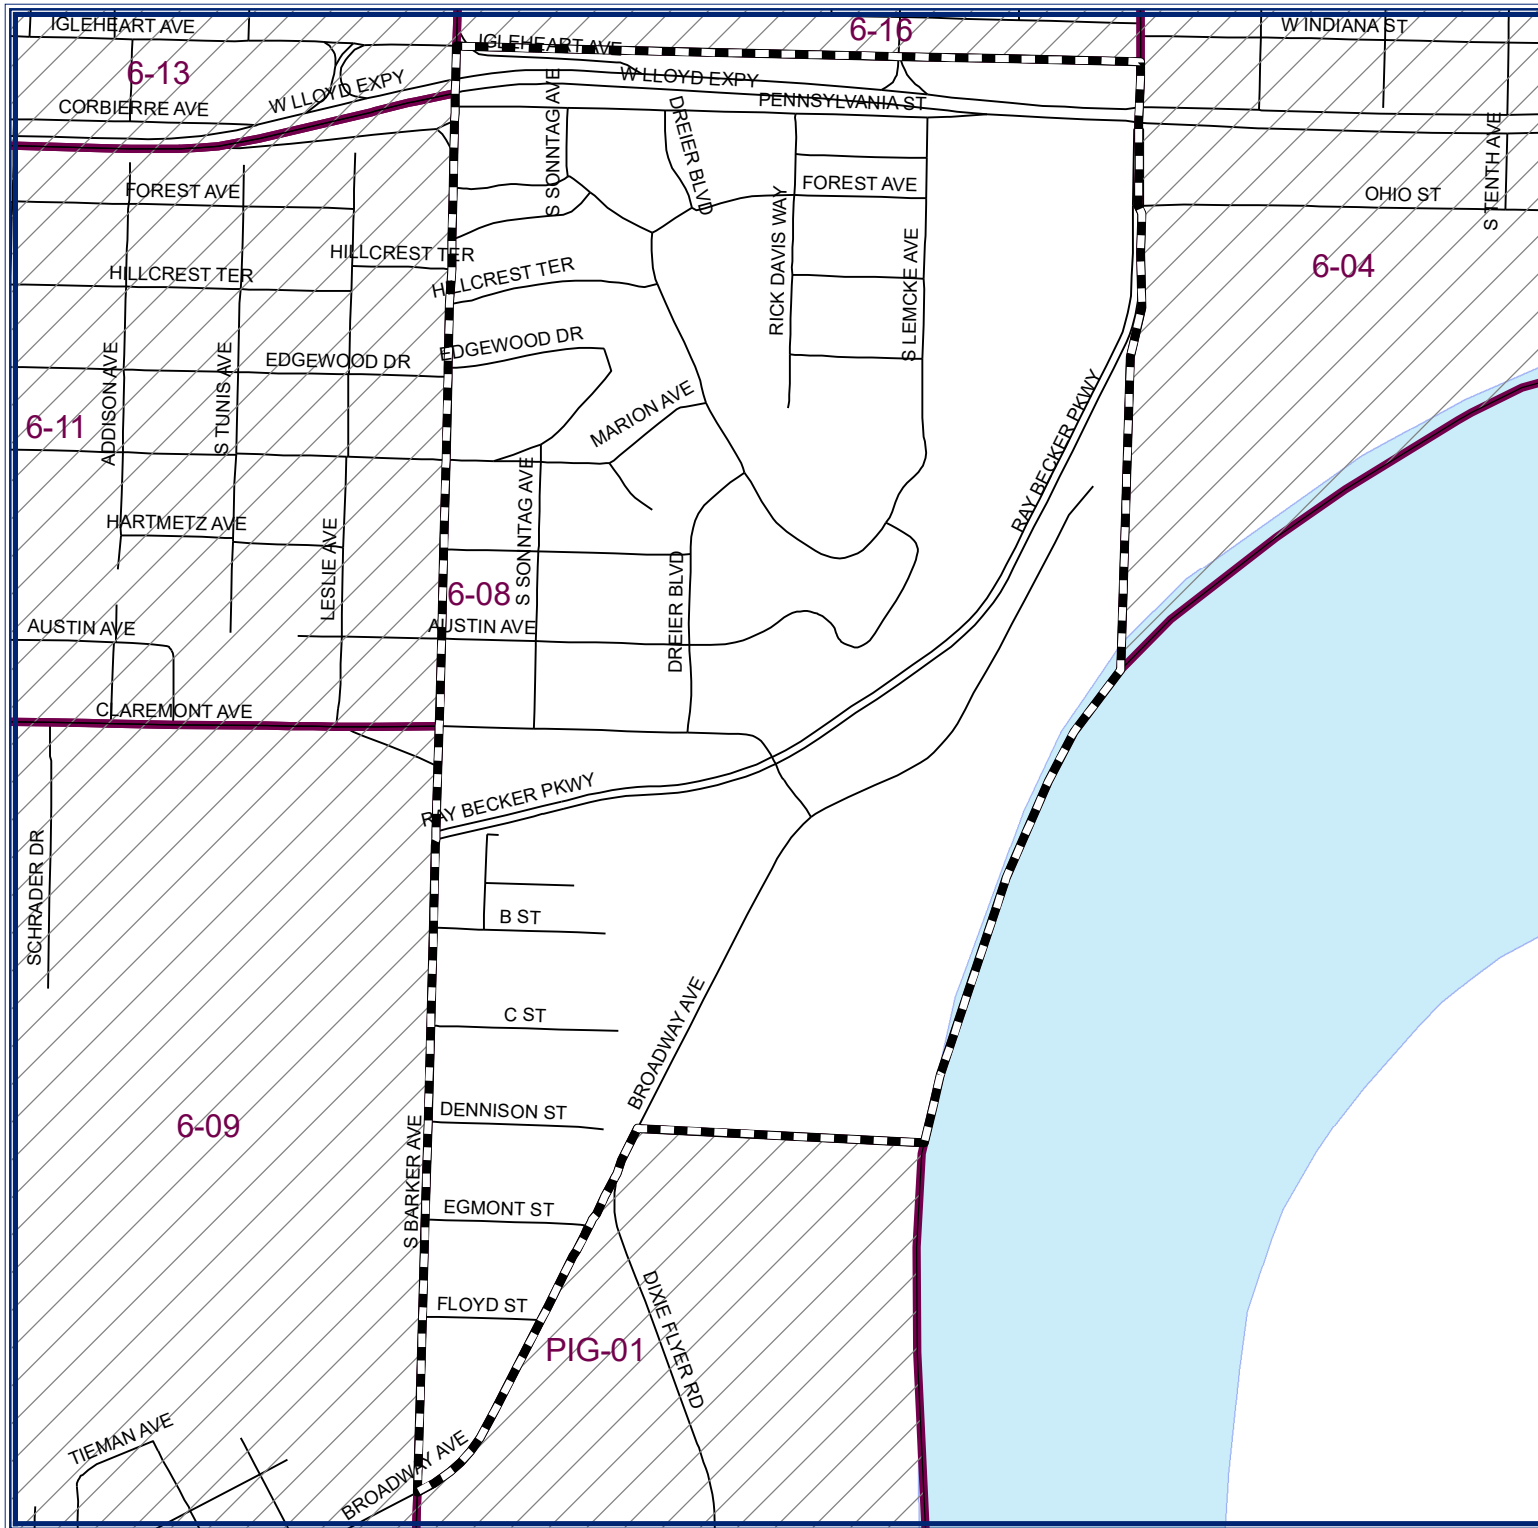 IGLEHEART AVE
6-16
W INDIANA ST
IGLEHEART AVE
6-13
W LLOYD EXPY
W LLOYD EXPY
CORBIERRE AVE
PENNSYLVANIA ST
S SONNTAG AVE
DREIER BLVD
S TENTH AVE
FOREST AVE
FOREST AVE
OHIO ST
RICK DAVIS WAY
S LEMCKE AVE
HILLCREST TER
HILLCREST TER
HILLCREST TER
6-04
EDGEWOOD DR
EDGEWOOD DR
ADDISON AVE
S TUNIS AVE
MARION AVE
RAY BECKER PKWY
6-11
HARTMETZ AVE
LESLIE AVE
S SONNTAG AVE
DREIER BLVD
6-08
AUSTIN AVE
AUSTIN AVE
CLAREMONT AVE
RAY BECKER PKWY
SCHRADER DR
B ST
C ST
BROADWAY AVE
DENNISON ST
6-09
S BARKER AVE
EGMONT ST
FLOYD ST
DIXIE FLYER RD
PIG-01
TIEMAN AVE
BROADWAY AVE